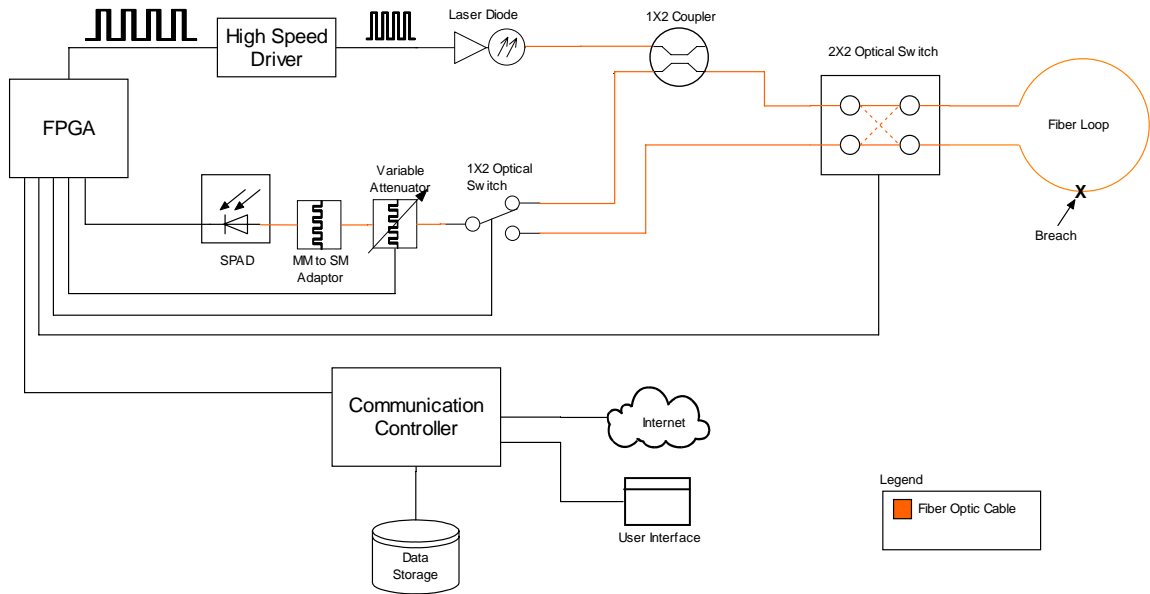 Laser Diode
1X2 Coupler
High Speed
Driver
2X2 Optical Switch
FPGA
Fiber Loop
Variable
Attenuator
1X2 Optical
Switch
X
Breach
SPAD
MM to SM
Adaptor
Communication
Controller
Internet
User Interface
Data
Storage
Legend
Fiber Optic Cable